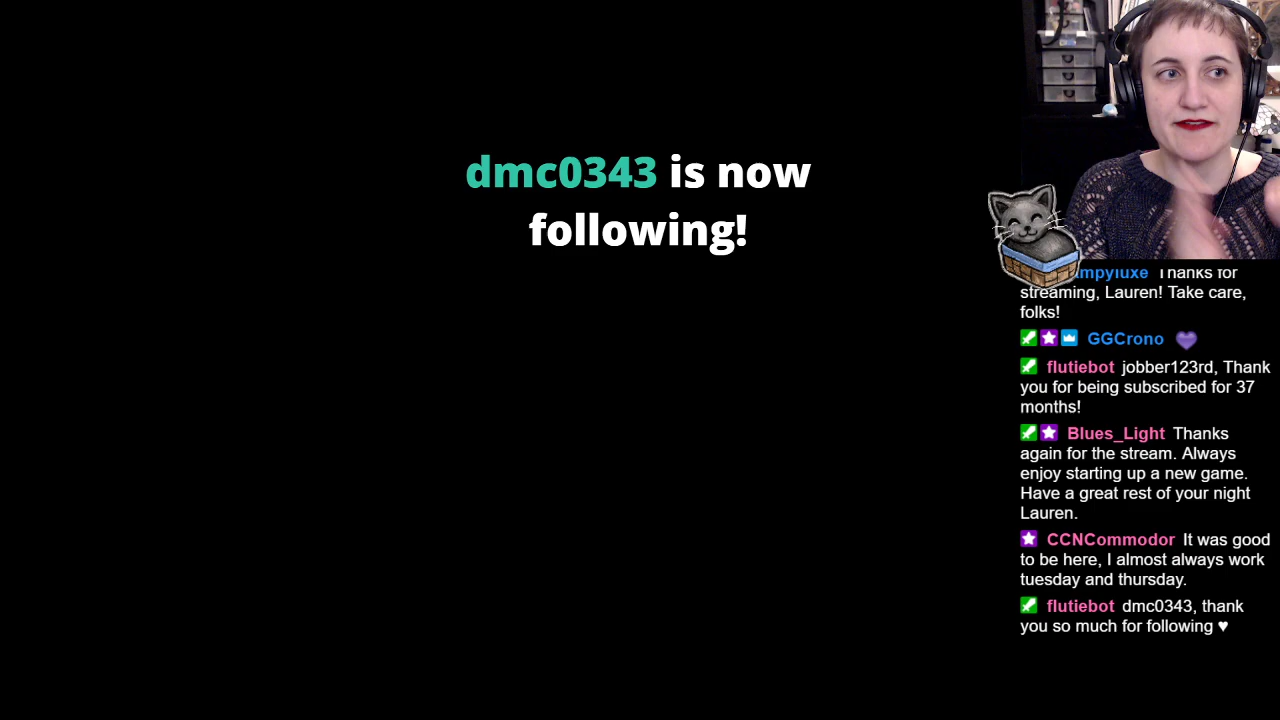 dmc0343 is now
following!
Thanks for
streaming, Lauren! Take care,
folks!
GGCrono
flutiebot jobber123rd, Thank
you for being subscribed for 37
months!
Blues_Light Thanks
again for the stream. Always
enjoy starting up a new game.
Have a great rest of your night
Lauren.
CCNCommodor It was good
to be here, I almost always work
tuesday and thursday.
flutiebot dmc0343, thank
you so much for following ♥